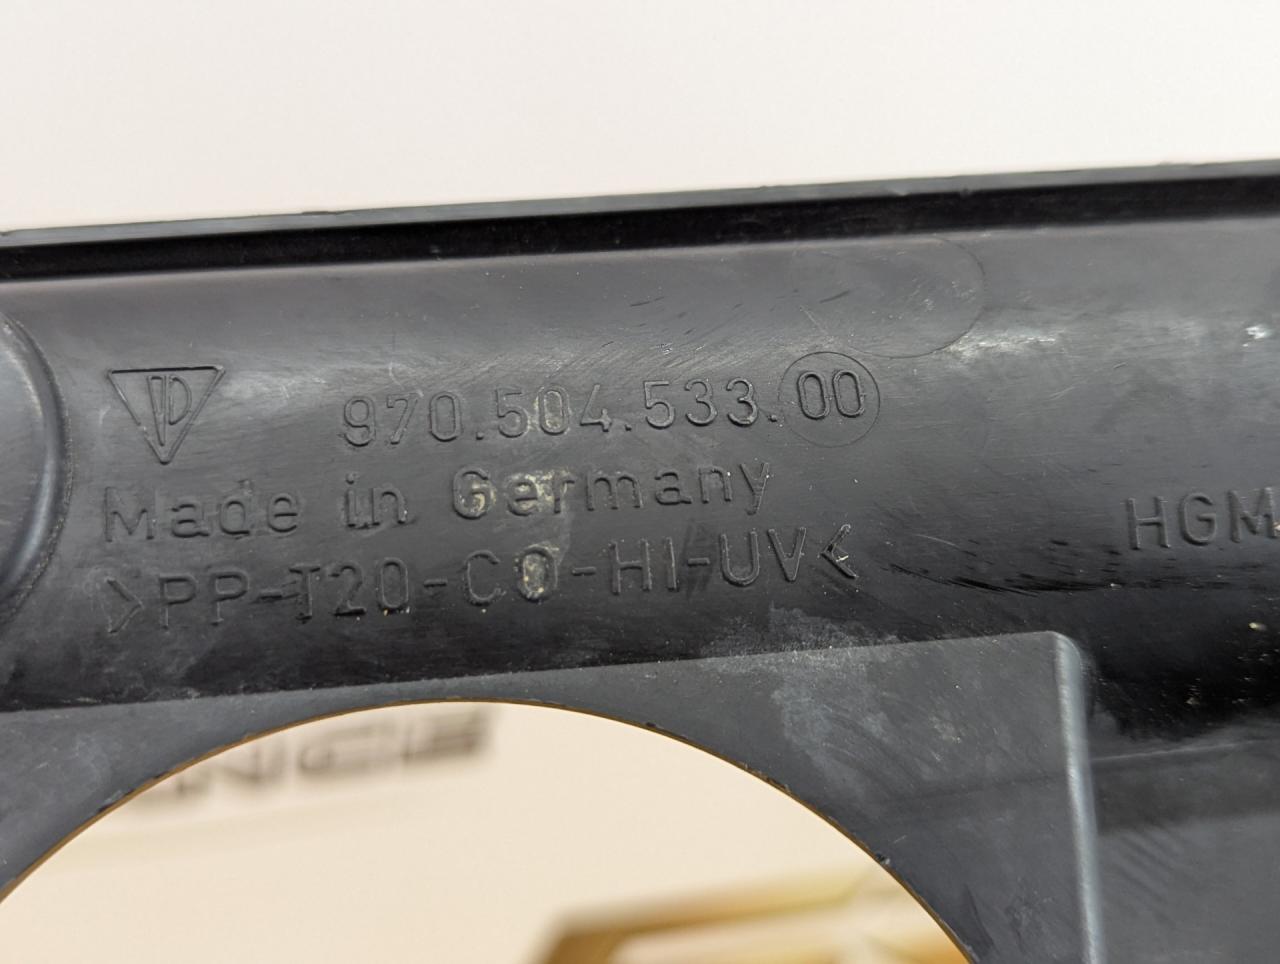 970.504.533.00
Made in Germany
>PP-T20-CO-HI-UV<
HGM